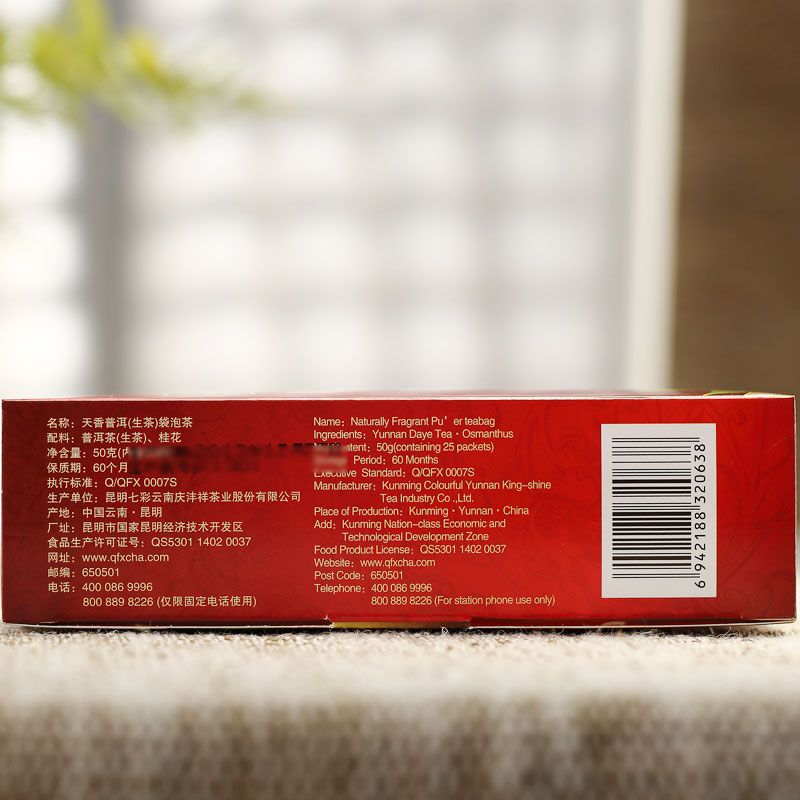 名称：天香普洱(生茶)袋泡茶
配料：普洱茶(生茶)、桂花
净含量：50克(内
保质期：60个月
执行标准：Q/QFX 0007S
生产单位：昆明七彩云南庆沣祥茶业股份有限公司
产地：中国云南·昆明
厂址：昆明市国家昆明经济技术开发区
食品生产许可证号：QS5301 1402 0037
网址：www.qfxcha.com
邮编：650501
电话：400 086 9996
800 889 8226 (仅限固定电话使用)
Name：Naturally Fragrant Pu’er teabag
Ingredients：Yunnan Daye Tea·Osmanthus
50g(containing 25 packets)
Period：60 Months
Executive Standard：Q/QFX 0007S
Manufacturer：Kunming Colourful Yunnan King-shine
Tea Industry Co.,Ltd.
Place of Production：Kunming·Yunnan·China
Add：Kunming Nation-class Economic and
Technological Development Zone
Food Product License：QS5301 1402 0037
Website：www.qfxcha.com
Post Code：650501
Telephone：400 086 9996
800 889 8226 (For station phone use only)
6 942188 320638